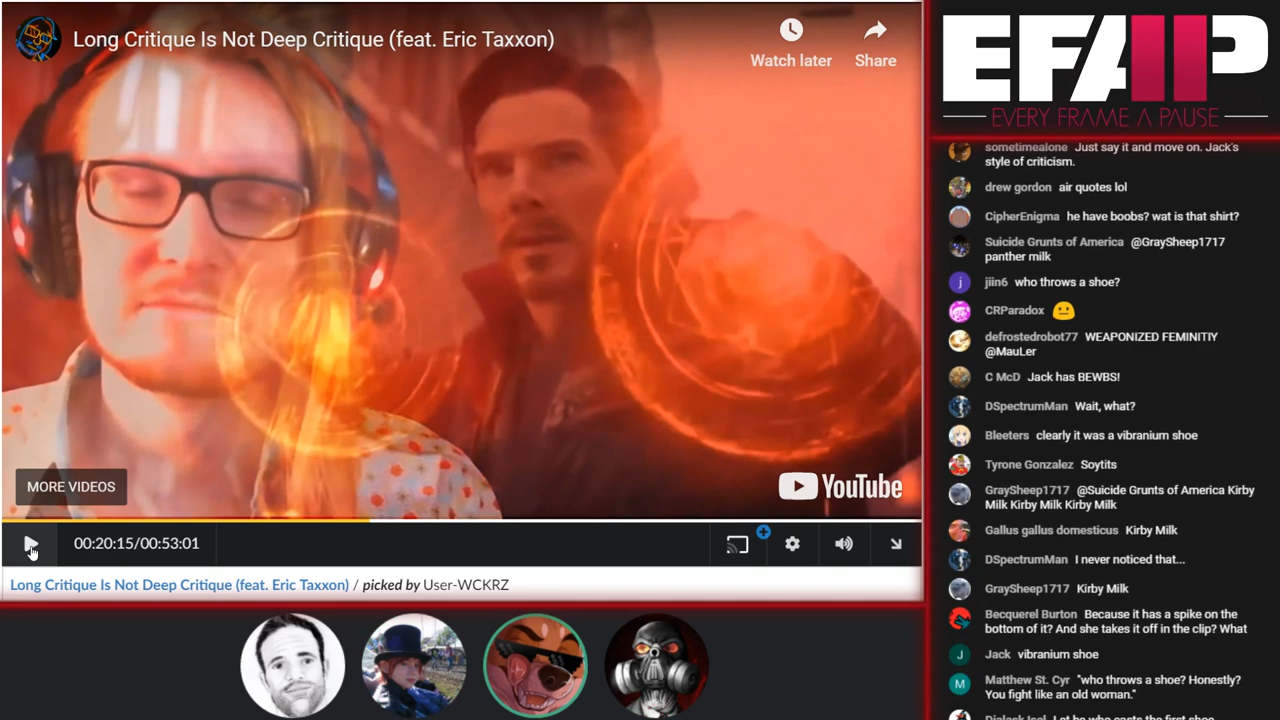 Long Critique Is Not Deep Critique (feat. Eric Taxxon)
Watch later
Share
MORE VIDEOS
YouTube
00:20:15/00:53:01
Long Critique Is Not Deep Critique (feat. Eric Taxxon) / picked by User-WCKRZ
EFAP
EVERY FRAME A PAUSE
sometimealone Just say it and move on. Jack's
style of criticism.
drew gordon air quotes lol
CipherEnigma he have boobs? wat is that shirt?
Suicide Grunts of America @GraySheep1717
panther milk
j
jiin6 who throws a shoe?
CRParadox
defrostedrobot77 WEAPONIZED FEMINITIY
@MauLer
C McD Jack has BEWBS!
DSpectrumMan Wait, what?
Bleeters clearly it was a vibranium shoe
Tyrone Gonzalez Soytits
GraySheep1717 @Suicide Grunts of America Kirby
Milk Kirby Milk Kirby Milk
Gallus gallus domesticus Kirby Milk
DSpectrumMan I never noticed that...
GraySheep1717 Kirby Milk
Becquerel Burton Because it has a spike on the
bottom of it? And she takes it off in the clip? What
J
Jack vibranium shoe
M
Matthew St. Cyr "who throws a shoe? Honestly?
You fight like an old woman."